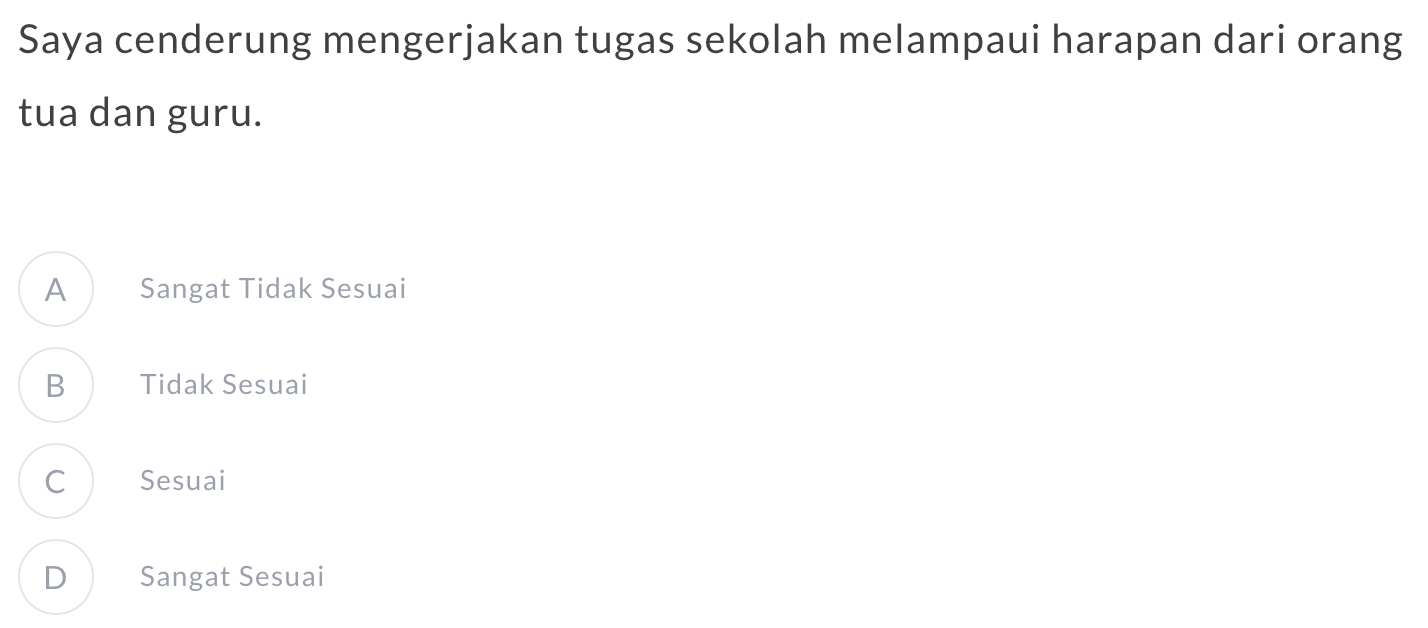 Saya cenderung mengerjakan tugas sekolah melampaui harapan dari orang
tua dan guru.
A Sangat Tidak Sesuai
B Tidak Sesuai
C Sesuai
D Sangat Sesuai